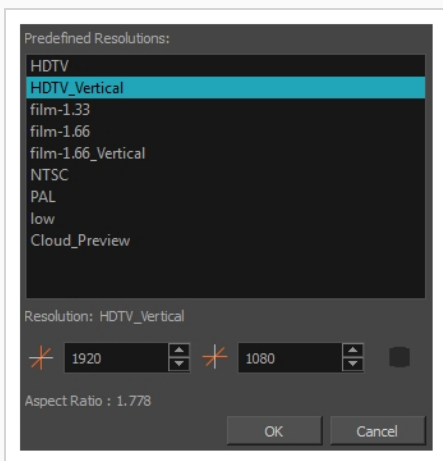 Predefined Resolutions:
HDTV
HDTV_Vertical
film-1.33
film-1.66
film-1.66_Vertical
NTSC
PAL
low
Cloud_Preview
Resolution: HDTV_Vertical
1920 1080
Aspect Ratio : 1.778
OK Cancel